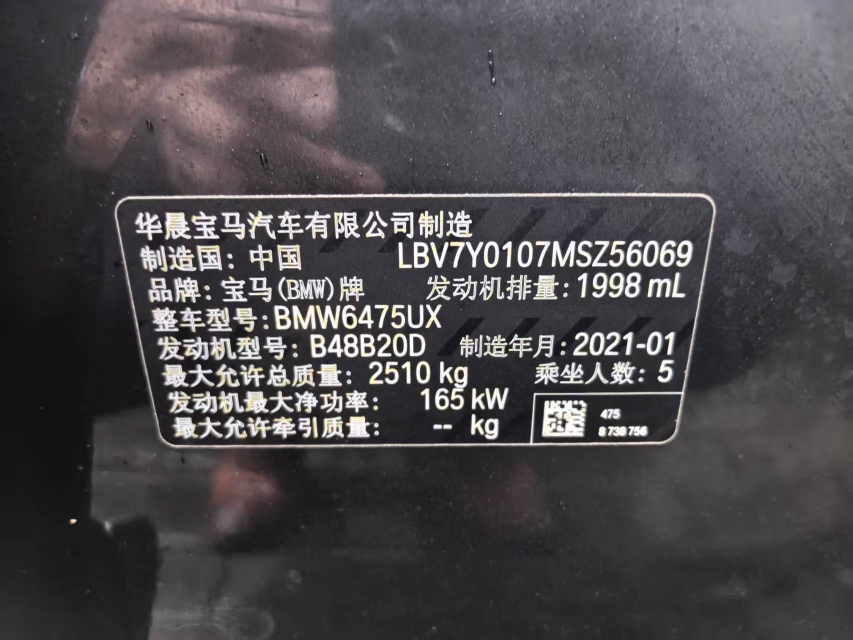 华晨宝马汽车有限公司制造
制造国: 中国 LBV7Y0107MSZ56069
品牌: 宝马(BMW)牌 发动机排量: 1998 mL
整车型号: BMW6475UX
发动机型号: B48B20D 制造年月: 2021-01
最大允许总质量: 2510 kg 乘坐人数: 5
发动机最大净功率: 165 kW
最大允许牵引质量: -- kg
475
8 738 756